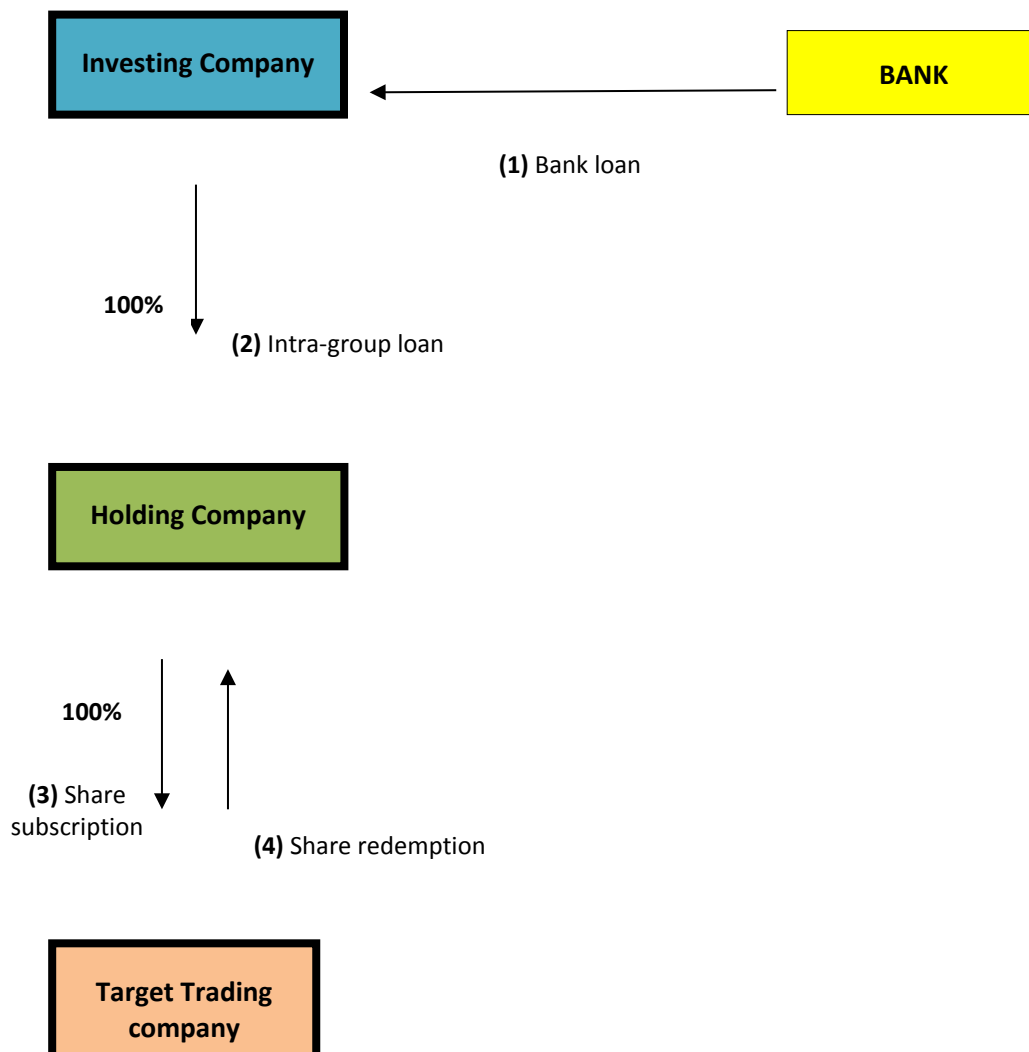 Investing Company
BANK
(1) Bank loan
100%
(2) Intra-group loan
Holding Company
100%
(3) Share
subscription
(4) Share redemption
Target Trading
company